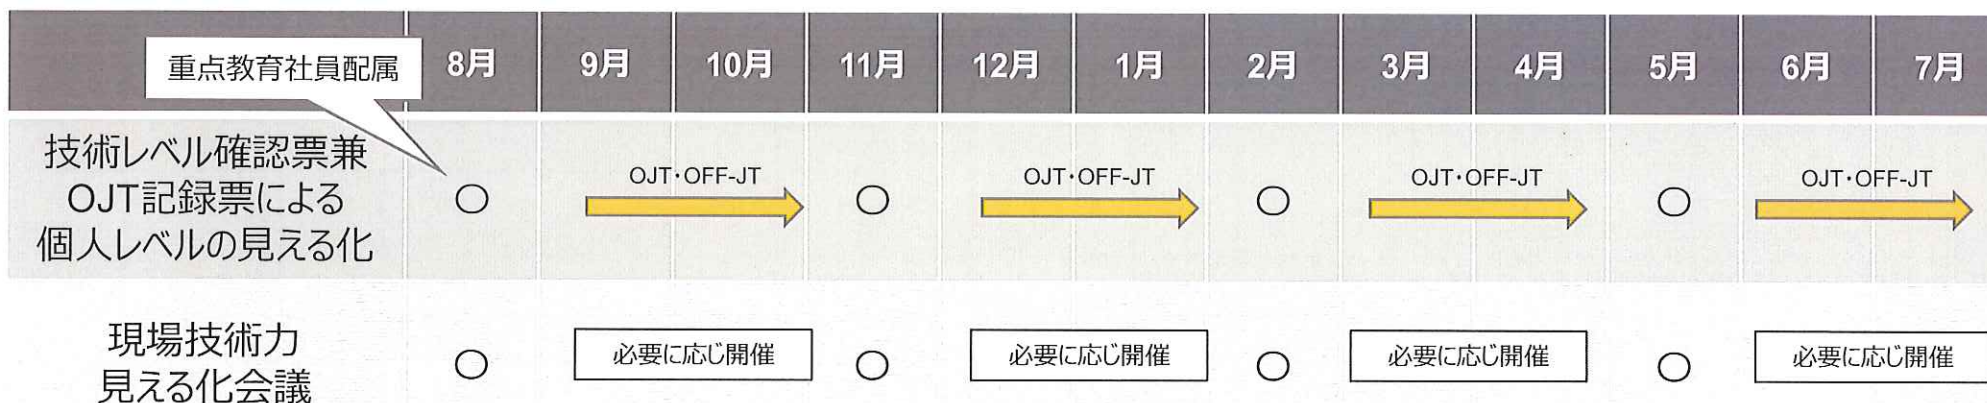 重点教育社員配属
8月 9月 10月 11月 12月 1月 2月 3月 4月 5月 6月 7月
技術レベル確認票兼
OJT記録票による
個人レベルの見える化
○ OJT・OFF-JT ○ OJT・OFF-JT ○ OJT・OFF-JT ○ OJT・OFF-JT
現場技術力
見える化会議
○ 必要に応じ開催 ○ 必要に応じ開催 ○ 必要に応じ開催 ○ 必要に応じ開催